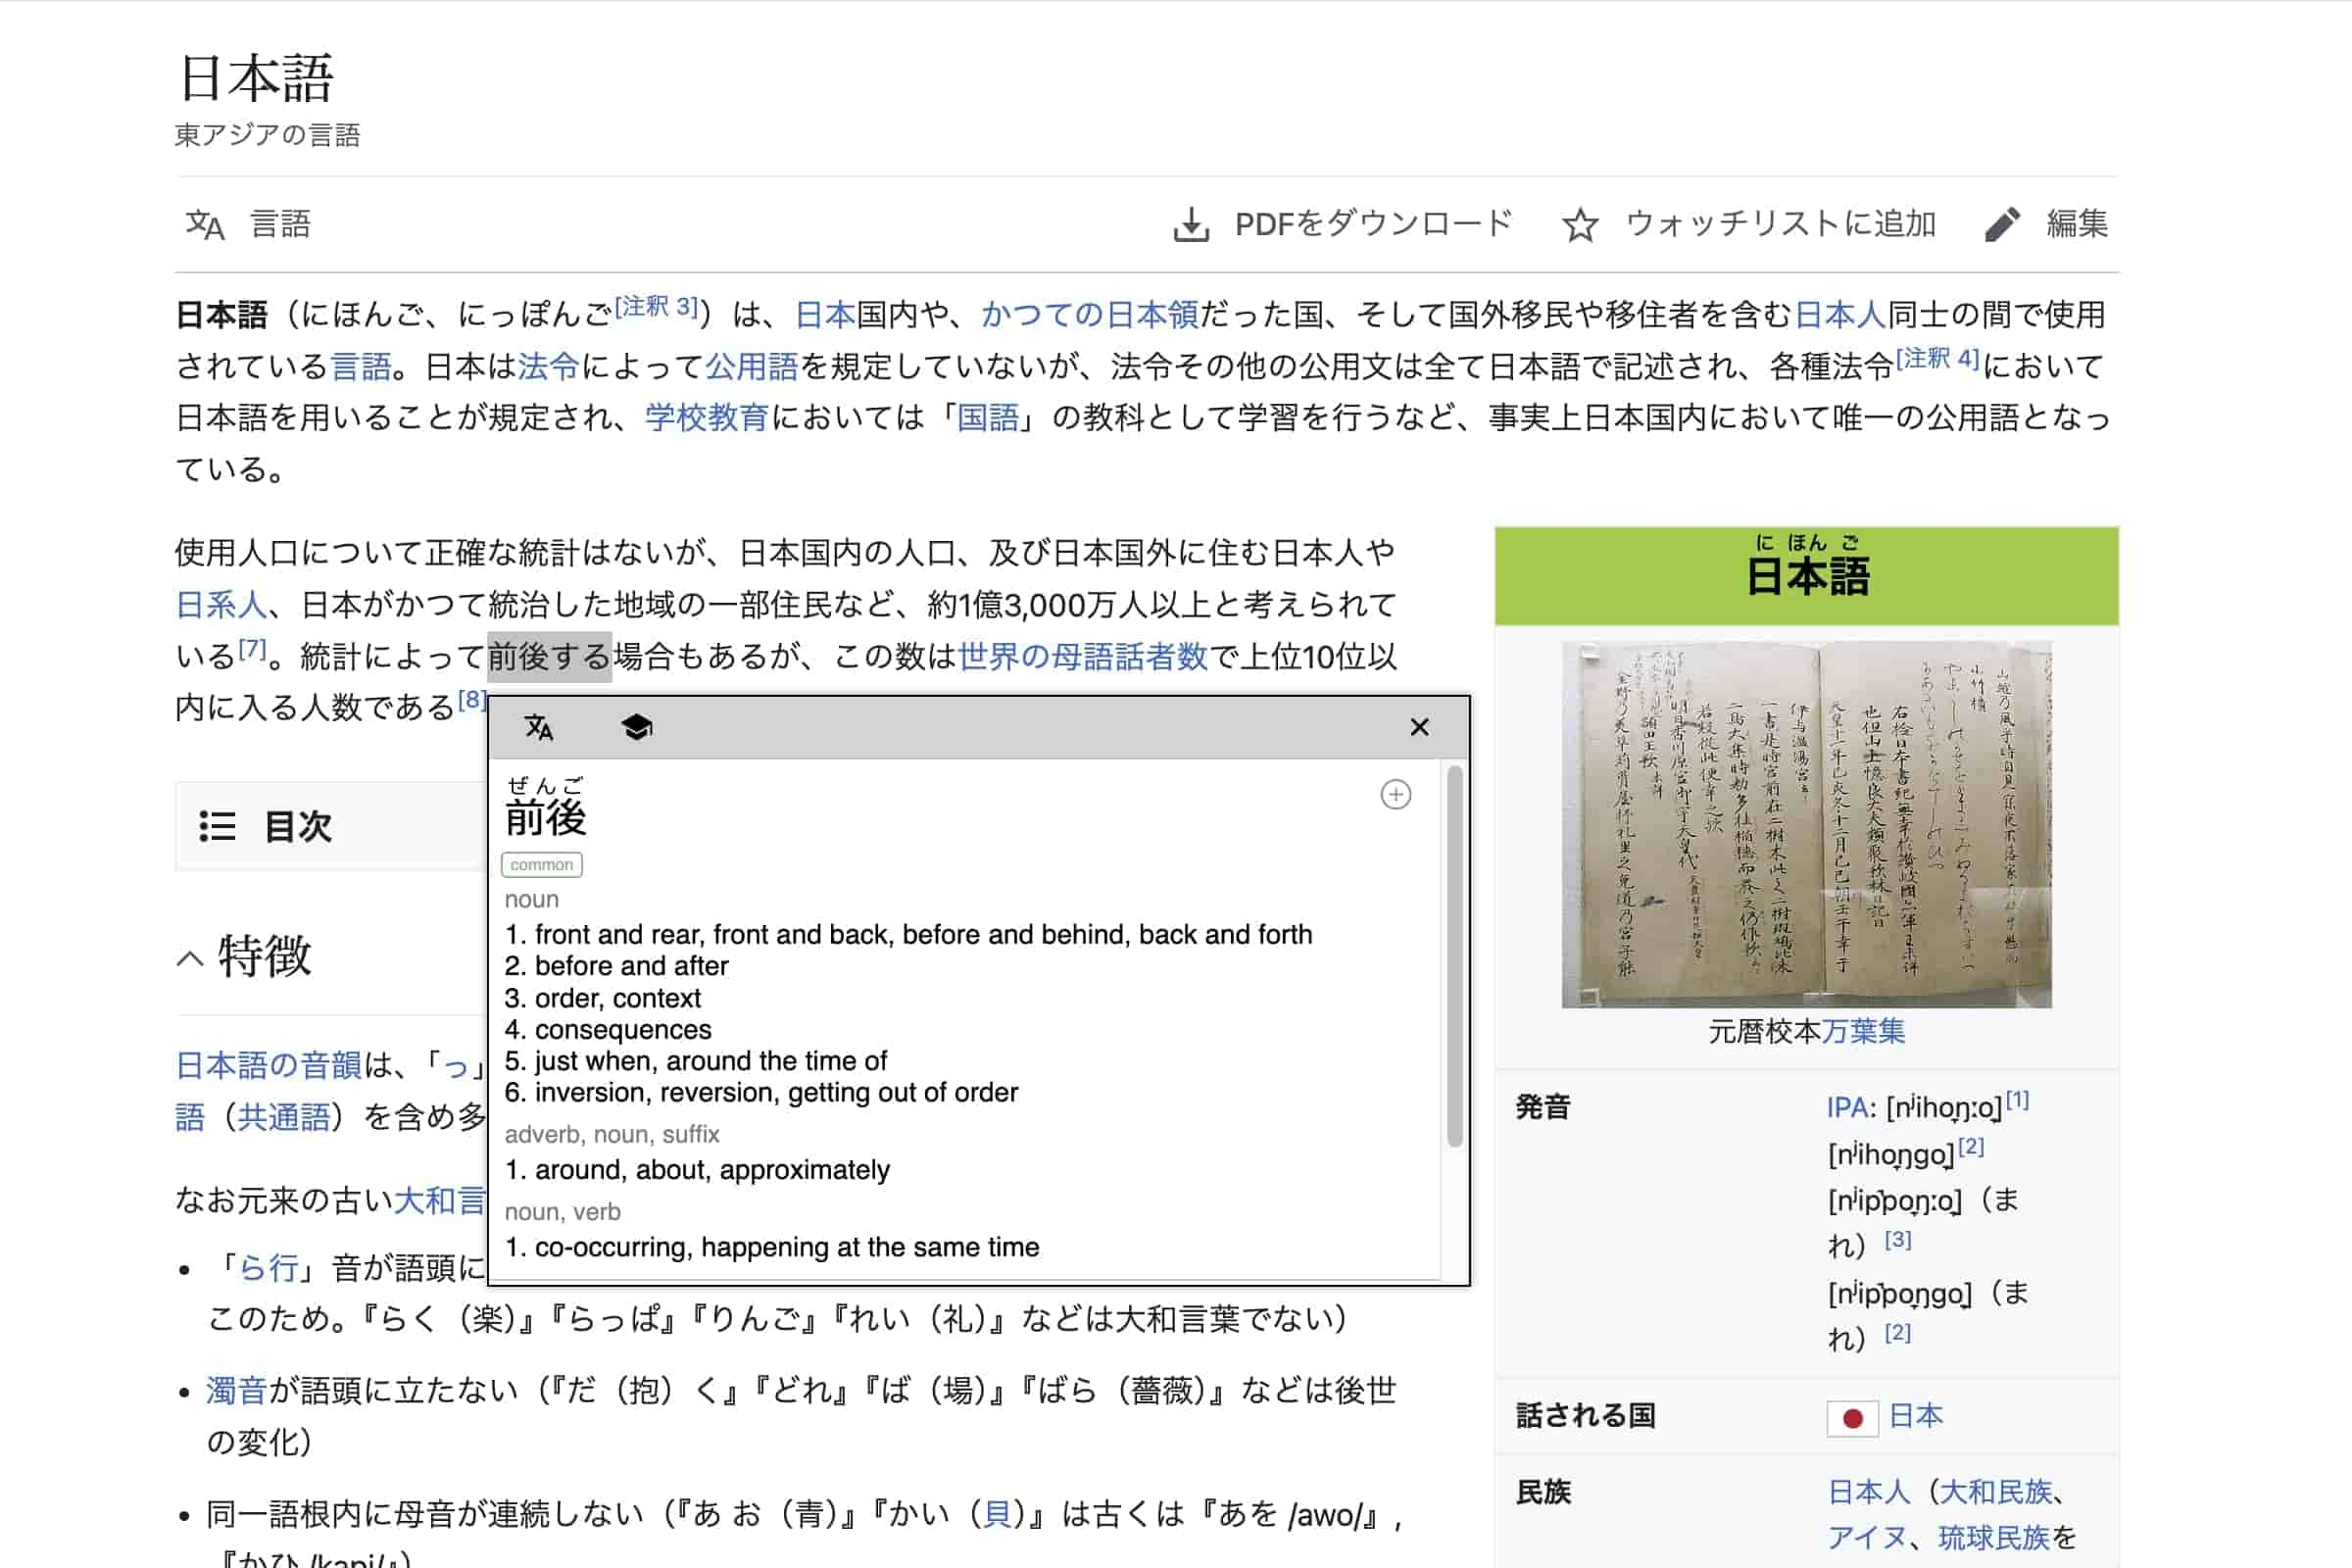 日本語
東アジアの言語
言語
PDFをダウンロード
ウォッチリストに追加
編集
日本語（にほんご、にっぽんご[注釈 3]）は、日本国内や、かつての日本領だった国、そして国外移民や移住者を含む日本人同士の間で使用
されている言語。日本は法令によって公用語を規定していないが、法令その他の公用文は全て日本語で記述され、各種法令[注釈 4]において
日本語を用いることが規定され、学校教育においては「国語」の教科として学習を行うなど、事実上日本国内において唯一の公用語となっ
ている。
使用人口について正確な統計はないが、日本国内の人口、及び日本国外に住む日本人や
日系人、日本がかつて統治した地域の一部住民など、約1億3,000万人以上と考えられて
いる[7]。統計によって前後する場合もあるが、この数は世界の母語話者数で上位10位以
内に入る人数である[8]
ぜんご
前後
common
noun
1. front and rear, front and back, before and behind, back and forth
2. before and after
3. order, context
4. consequences
5. just when, around the time of
6. inversion, reversion, getting out of order
adverb, noun, suffix
1. around, about, approximately
noun, verb
1. co-occurring, happening at the same time
目次
特徴
日本語の音韻は、「っ」
語（共通語）を含め多
なお元来の古い大和言
• 「ら行」音が語頭に
このため。『らく（楽）』『らっぱ』『りんご』『れい（礼）』などは大和言葉でない）
• 濁音が語頭に立たない（『だ（抱）く』『どれ』『ば（場）』『ばら（薔薇）』などは後世
の変化）
• 同一語根内に母音が連続しない（『あ お（青）』『かい（貝）』は古くは『あを /awo/』,
『かひ /kapi/』）
に ほん ご
日本語
元暦校本万葉集
発音
IPA: [nʲihoŋ̟ːo̞][1]
[nʲihoŋ̟go̞][2]
[nʲip̚poŋ̟ːo̞]（ま
れ）[3]
[nʲip̚poŋ̟go̞]（ま
れ）[2]
話される国
日本
民族
日本人（大和民族、
アイヌ、琉球民族を